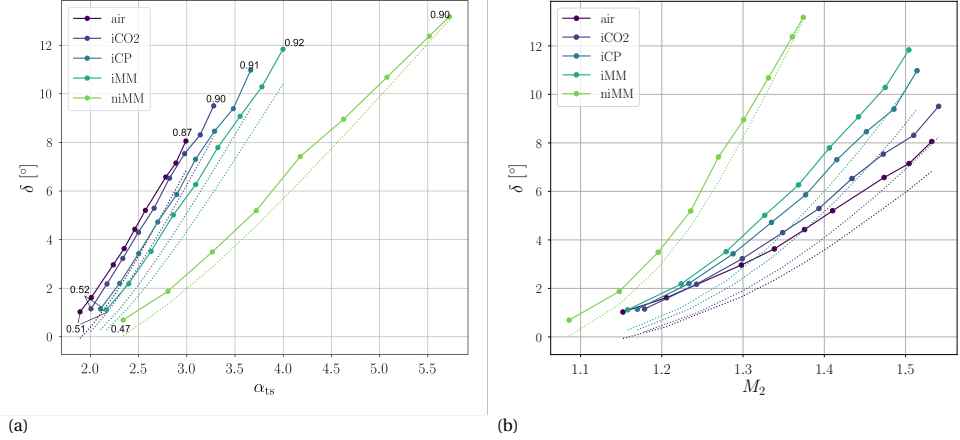 air
iCO2
iCP
iMM
niMM
0.87
0.90
0.91
0.92
0.90
0.52
0.51
0.47
12
10
8
6
4
2
0
δ [°]
2.0 2.5 3.0 3.5 4.0 4.5 5.0 5.5
α_ts
(a)
air
iCO2
iCP
iMM
niMM
12
10
8
6
4
2
0
δ [°]
1.1 1.2 1.3 1.4 1.5
M_2
(b)